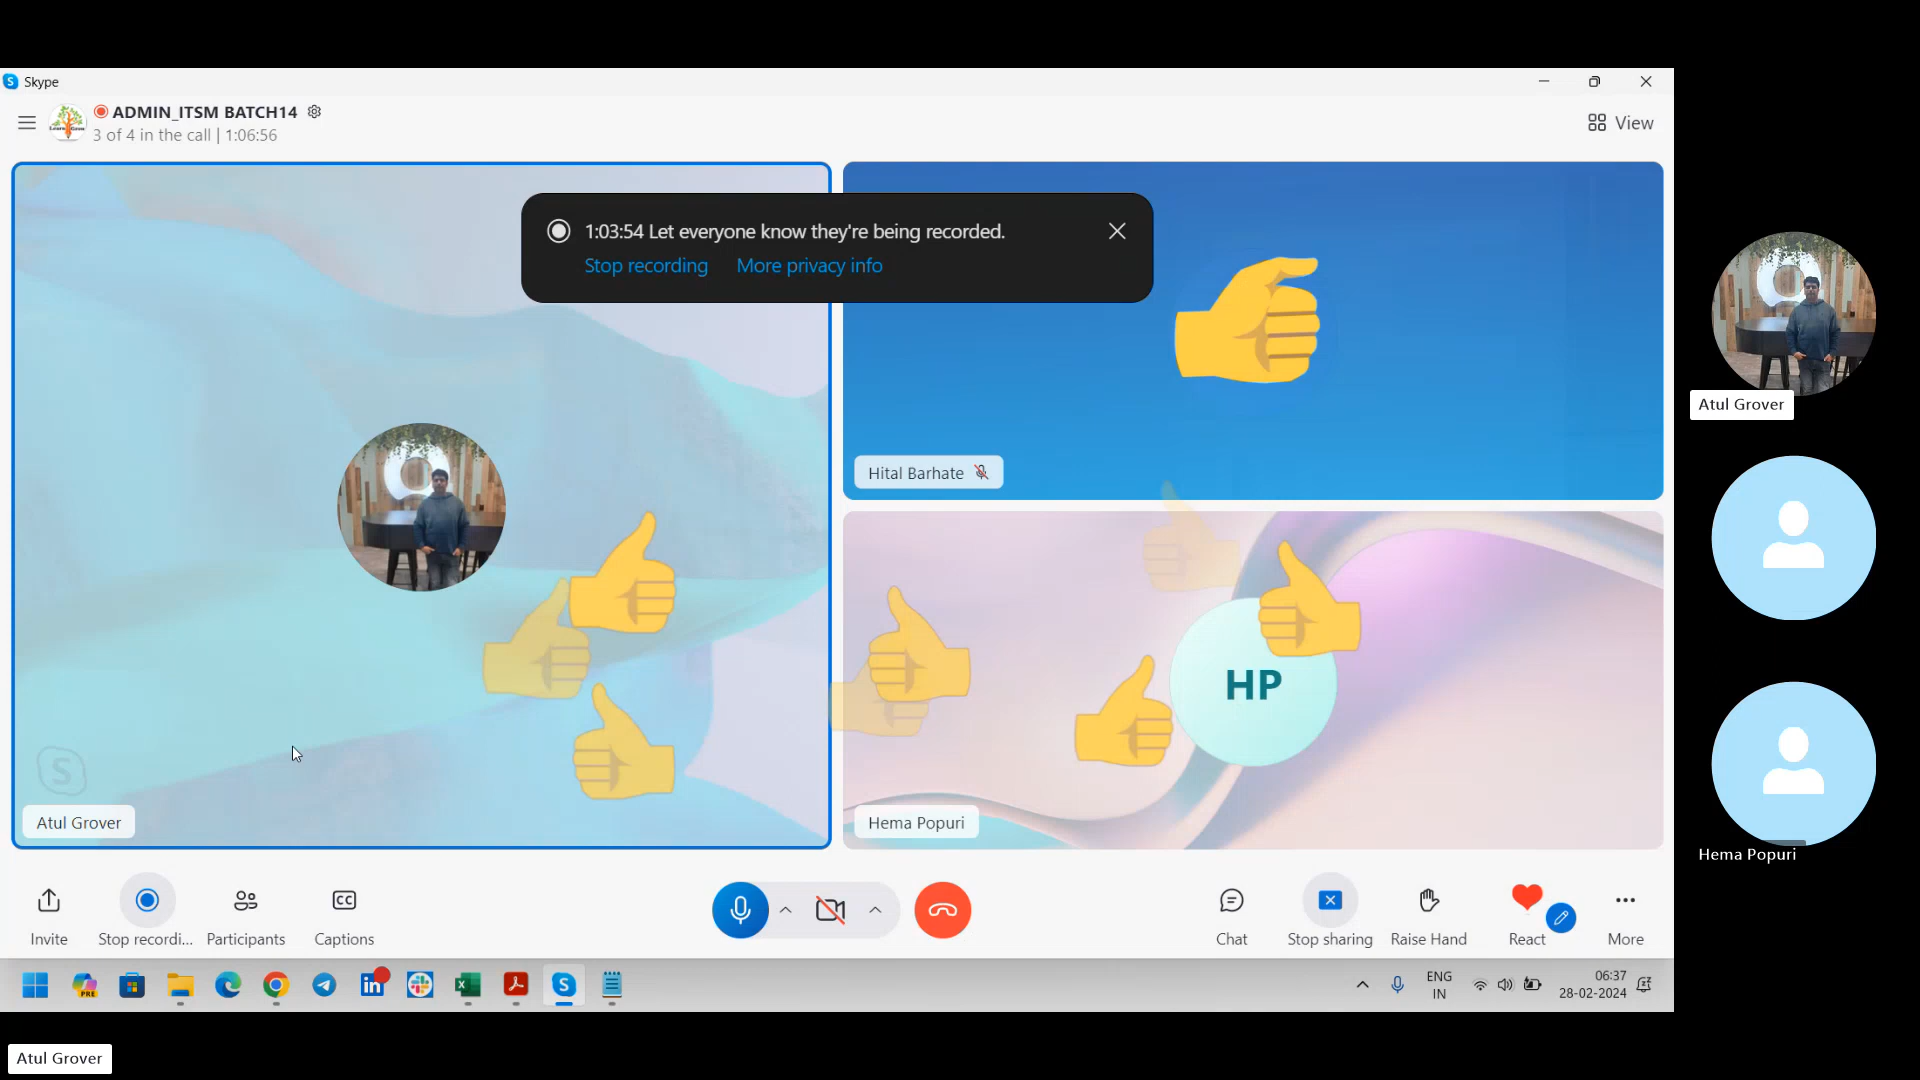 Skype
ADMIN_ITSM BATCH14
3 of 4 in the call | 1:06:56
View
1:03:54 Let everyone know they're being recorded.
Stop recording More privacy info
Hital Barhate
HP
Atul Grover
Hema Popuri
Atul Grover
Hema Popuri
Invite
Stop recordi...
Participants
CC
Captions
Chat
Stop sharing
Raise Hand
React
More
PRE
ENG
IN
06:37
28-02-2024
Atul Grover